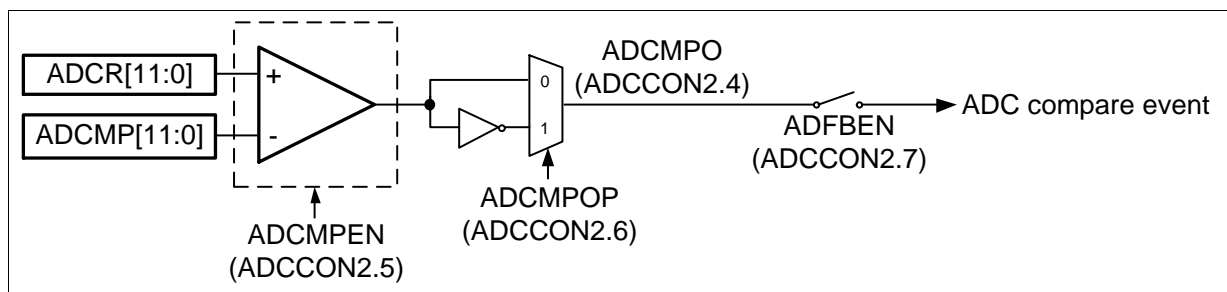 ADCR[11:0]
ADCMP[11:0]
+
-
0
1
ADCMPEN
(ADCCON2.5)
ADCMPOP
(ADCCON2.6)
ADCMPO
(ADCCON2.4)
ADFBEN
(ADCCON2.7)
ADC compare event